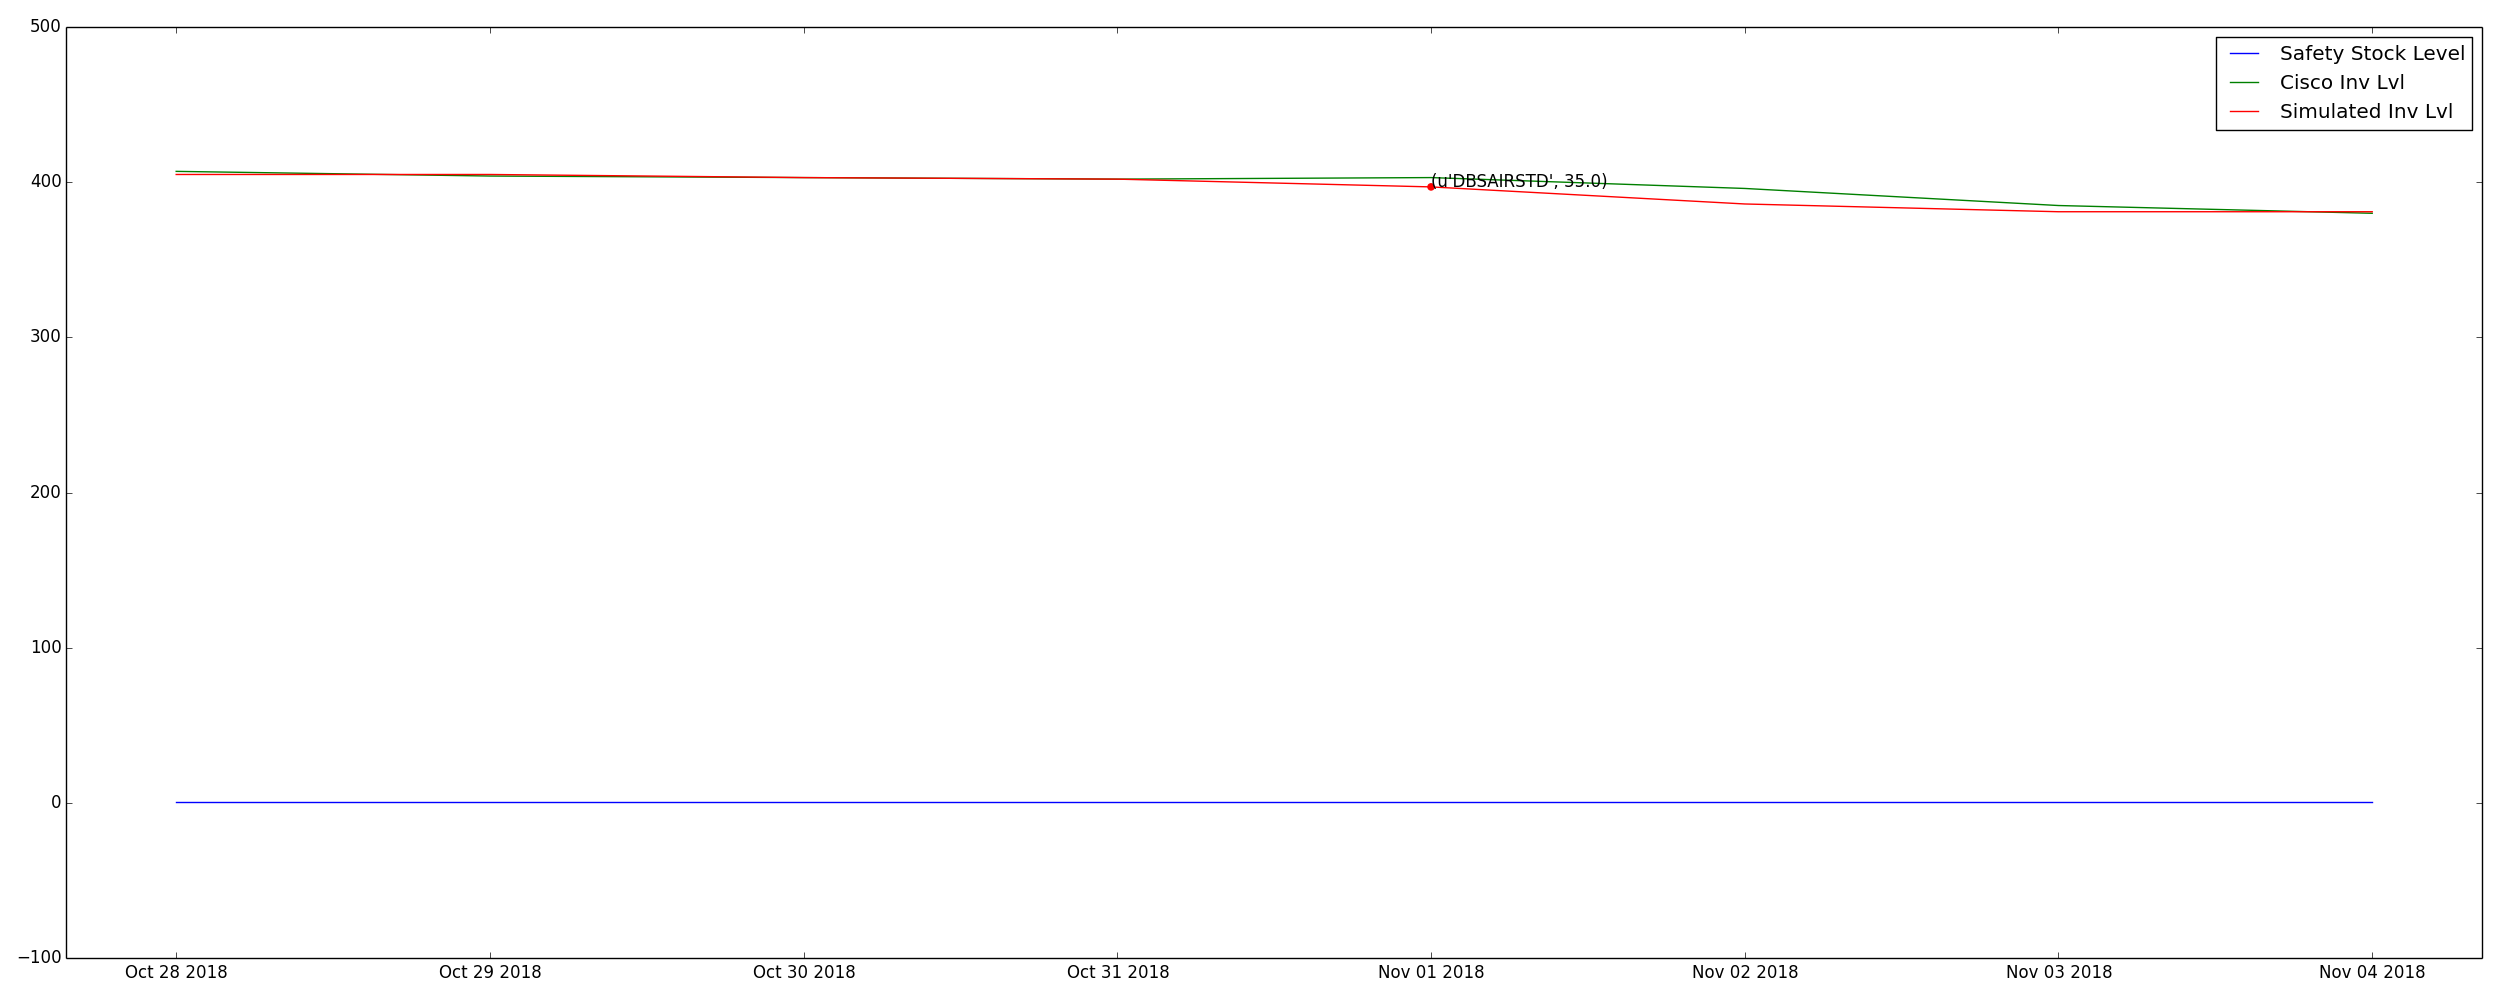 500
Safety Stock Level
Cisco Inv Lvl
Simulated Inv Lvl
400
(u'DBSAIRSTD', 35.0)
300
200
100
0
−100
Oct 28 2018 Oct 29 2018 Oct 30 2018 Oct 31 2018 Nov 01 2018 Nov 02 2018 Nov 03 2018 Nov 04 2018